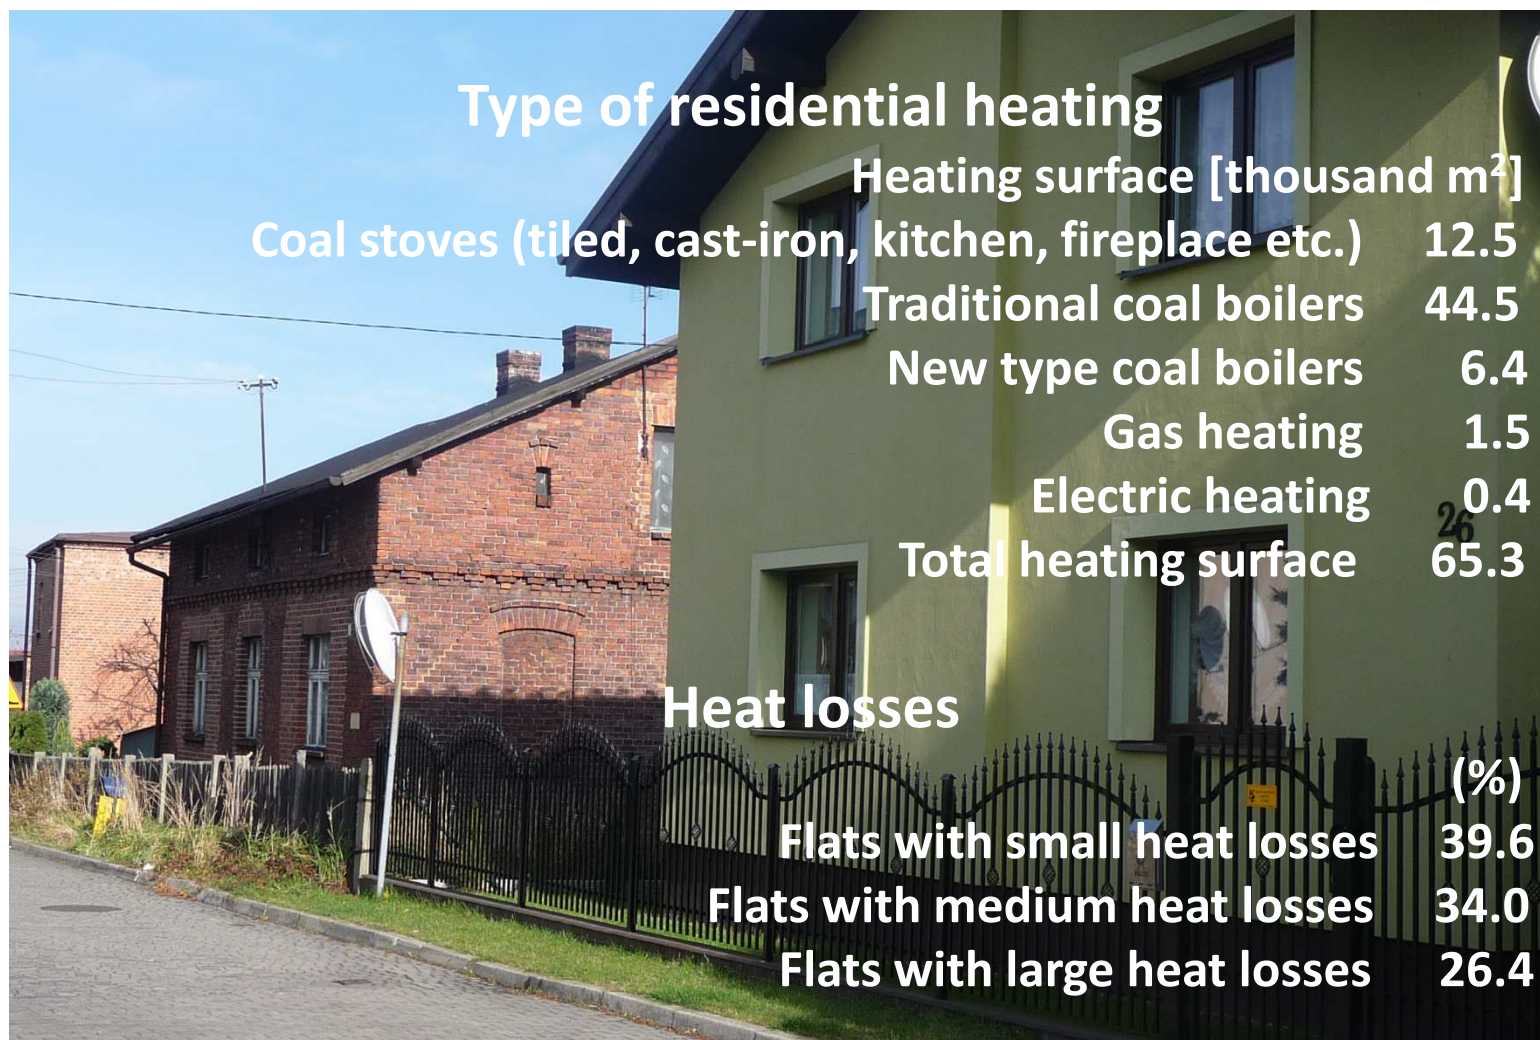 Type of residential heating
Heating surface [thousand m²]
Coal stoves (tiled, cast-iron, kitchen, fireplace etc.) 12.5
Traditional coal boilers 44.5
New type coal boilers 6.4
Gas heating 1.5
Electric heating 0.4
26
Total heating surface 65.3
Heat losses
(%)
Flats with small heat losses 39.6
Flats with medium heat losses 34.0
Flats with large heat losses 26.4